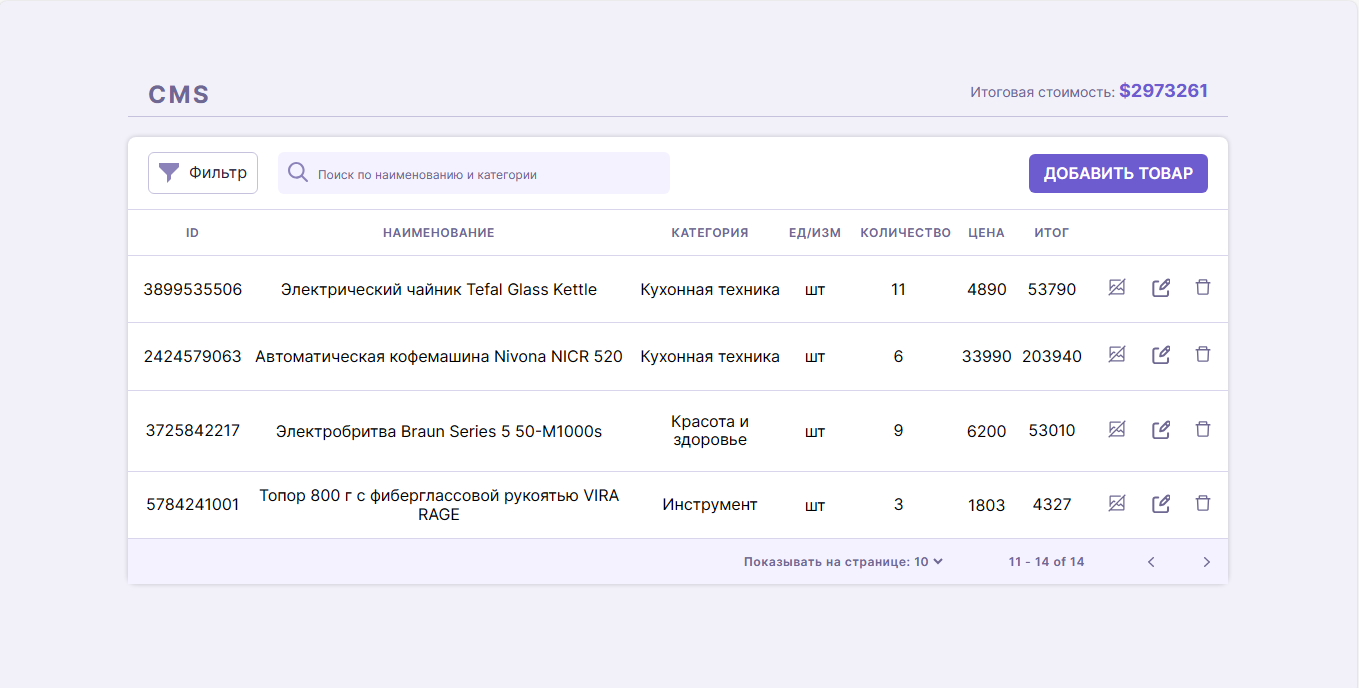 CMS
Итоговая стоимость: $2973261
Фильтр
Поиск по наименованию и категории
ДОБАВИТЬ ТОВАР
ID НАИМЕНОВАНИЕ КАТЕГОРИЯ ЕД/ИЗМ КОЛИЧЕСТВО ЦЕНА ИТОГ
3899535506 Электрический чайник Tefal Glass Kettle Кухонная техника шт 11 4890 53790
2424579063 Автоматическая кофемашина Nivona NICR 520 Кухонная техника шт 6 33990 203940
3725842217 Электробритва Braun Series 5 50-M1000s Красота и
здоровье шт 9 6200 53010
5784241001 Топор 800 г с фиберглассовой рукоятью VIRA
RAGE Инструмент шт 3 1803 4327
Показывать на странице: 10 11 - 14 of 14